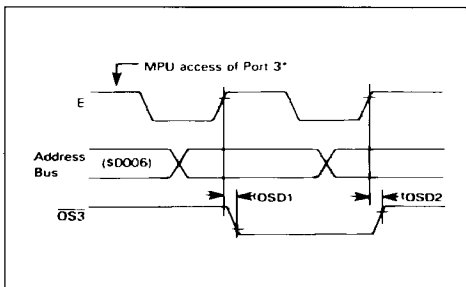 MPU access of Port 3*
E
Address
Bus
($D006)
tOSD1
tOSD2
OS3